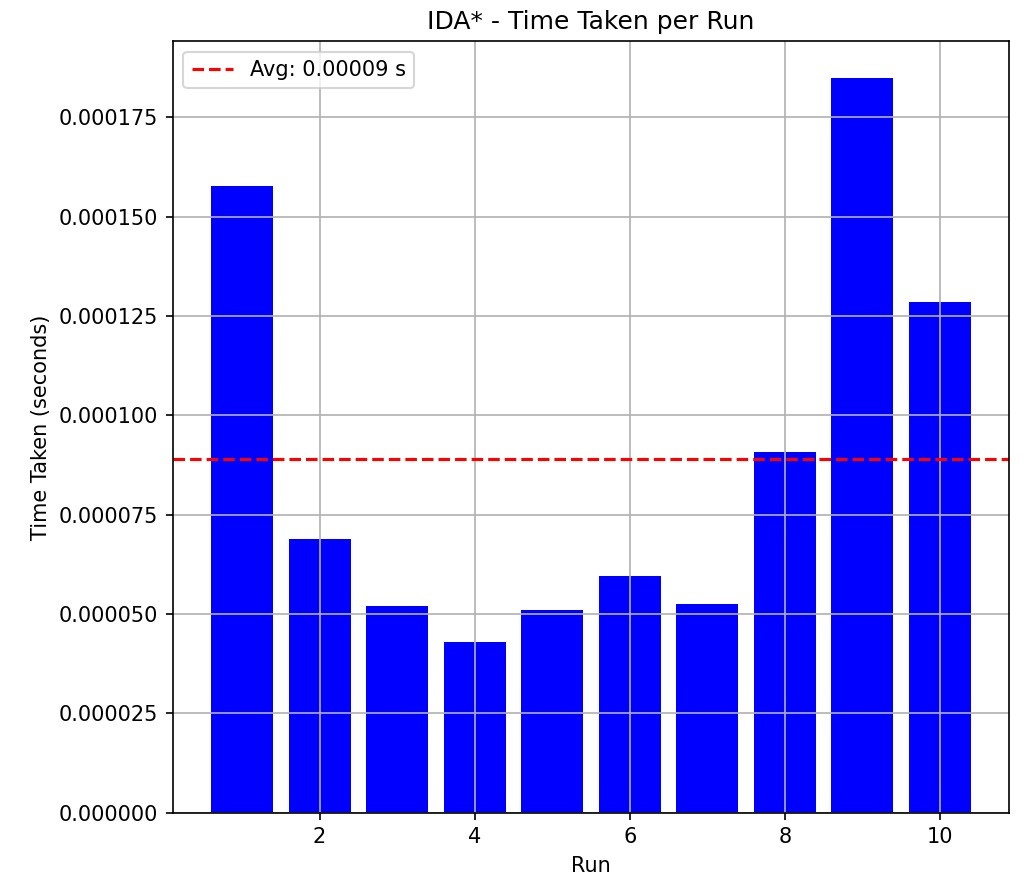 IDA* - Time Taken per Run
Avg: 0.00009 s
0.000175
0.000150
0.000125
0.000100
0.000075
0.000050
0.000025
0.000000
Time Taken (seconds)
2 4 6 8 10
Run